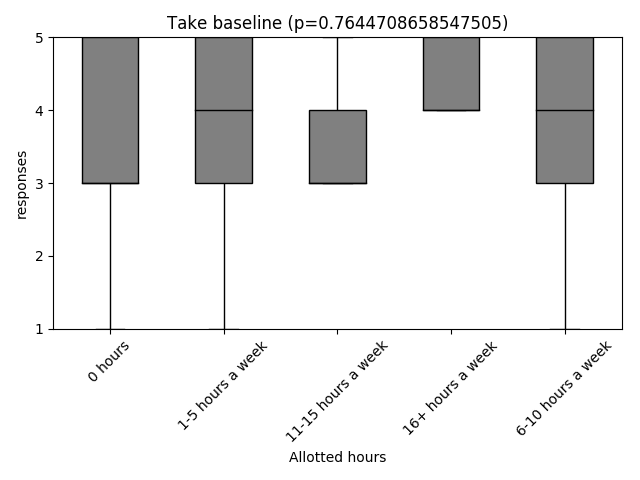 Take baseline (p=0.7644708658547505)
5
4
3
2
1
responses
0 hours
1-5 hours a week
11-15 hours a week
16+ hours a week
6-10 hours a week
Allotted hours